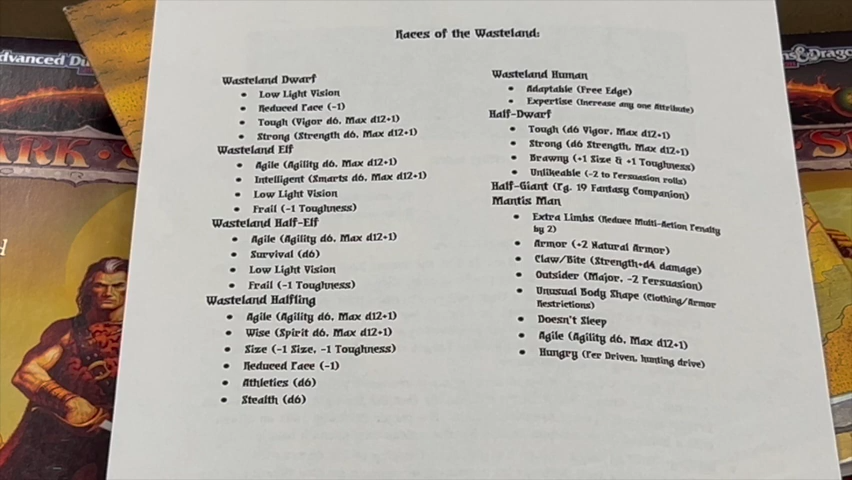 Races of the Wasteland:
Wasteland Dwarf
• Low Light Vision
• Reduced Pace (-1)
• Tough (Vigor d6, Max d12+1)
• Strong (Strength d6, Max d12+1)
Wasteland Elf
• Agile (Agility d6, Max d12+1)
• Intelligent (Smarts d6, Max d12+1)
• Low Light Vision
• Frail (-1 Toughness)
Wasteland Half-Elf
• Agile (Agility d6, Max d12+1)
• Survival (d6)
• Low Light Vision
• Frail (-1 Toughness)
Wasteland Halfling
• Agile (Agility d6, Max d12+1)
• Wise (Spirit d6, Max d12+1)
• Size (-1 Size, -1 Toughness)
• Reduced Pace (-1)
• Athletics (d6)
• Stealth (d6)
Wasteland Human
• Adaptable (Free Edge)
• Expertise (Increase any one Attribute)
Half-Dwarf
• Tough (d6 Vigor, Max d12+1)
• Strong (d6 Strength, Max d12+1)
• Brawny (+1 Size & +1 Toughness)
• Unlikeable (-2 to Persuasion rolls)
Half-Giant (Pg. 19 Fantasy Companion)
Mantis Man
• Extra Limbs (Reduce Multi-Action Penalty
by 2)
• Armor (+2 Natural Armor)
• Claw/Bite (Strength+d4 damage)
• Outsider (Major, -2 Persuasion)
• Unusual Body Shape (Clothing/Armor
Restrictions)
• Doesn't Sleep
• Agile (Agility d6, Max d12+1)
• Hungry (Per Driven, hunting drive)
dvanced Du
ARK S
ns&Drago